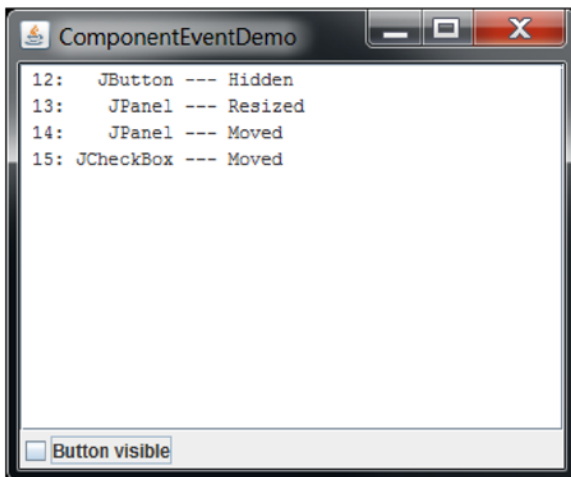 ComponentEventDemo
12:   JButton --- Hidden
13:    JPanel --- Resized
14:    JPanel --- Moved
15: JCheckBox --- Moved
Button visible